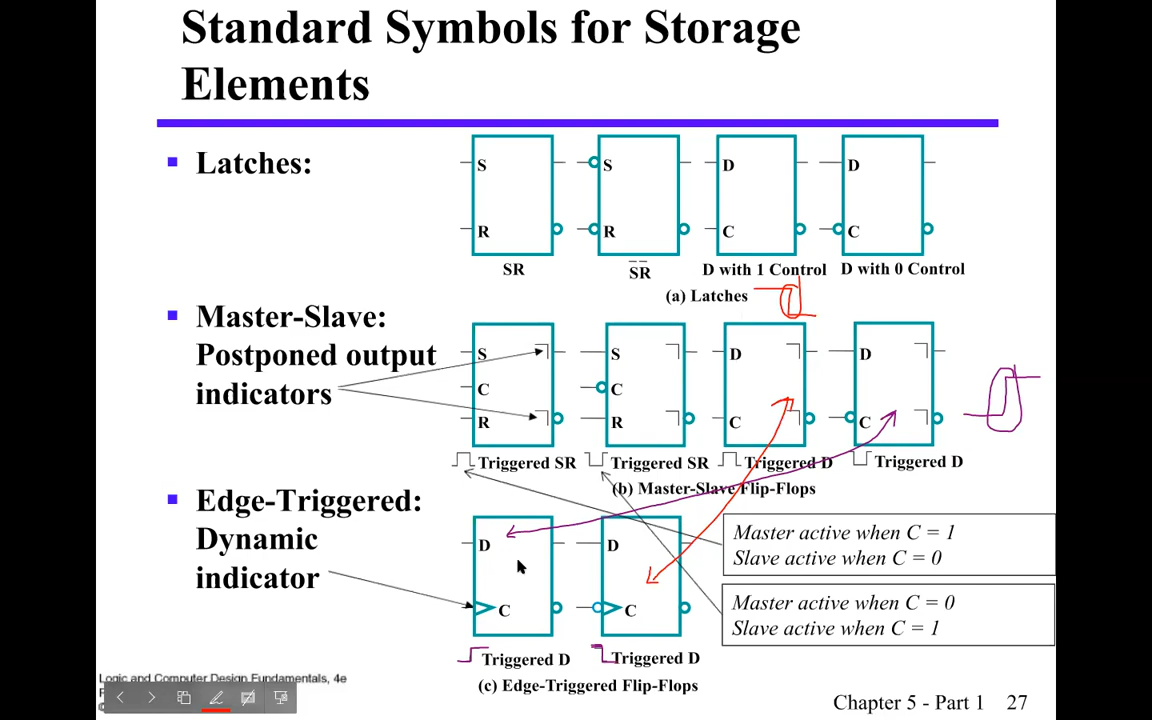 Standard Symbols for Storage
Elements
Latches:
S
R
SR
S
R
SR
D
C
D with 1 Control
D
C
D with 0 Control
(a) Latches
Master-Slave:
Postponed output
indicators
S
C
R
Triggered SR
S
C
R
Triggered SR
D
C
Triggered D
D
C
Triggered D
(b) Master-Slave Flip-Flops
Edge-Triggered:
Dynamic
indicator
D
C
Triggered D
D
C
Triggered D
(c) Edge-Triggered Flip-Flops
Master active when C = 1
Slave active when C = 0
Master active when C = 0
Slave active when C = 1
Logic and Computer Design Fundamentals, 4e
Chapter 5 - Part 1 27